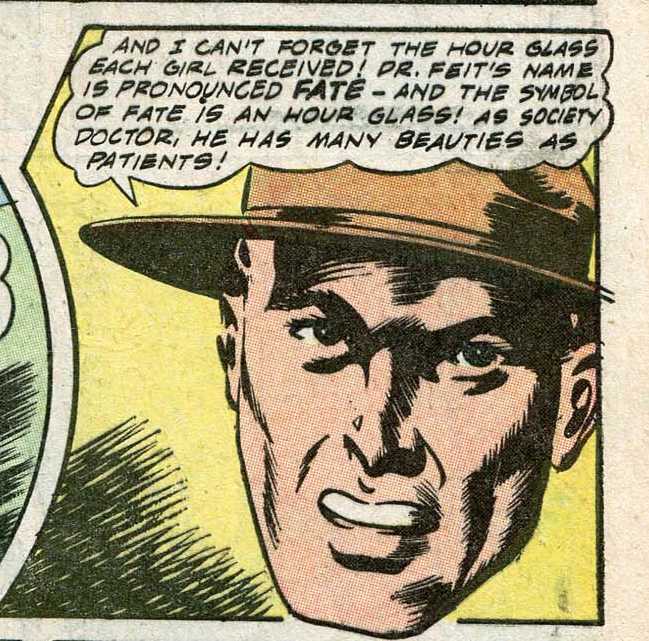 AND I CAN'T FORGET THE HOUR GLASS
EACH GIRL RECEIVED! DR. FEIT'S NAME
IS PRONOUNCED FATE - AND THE SYMBOL
OF FATE IS AN HOUR GLASS! AS SOCIETY
DOCTOR, HE HAS MANY BEAUTIES AS
PATIENTS!